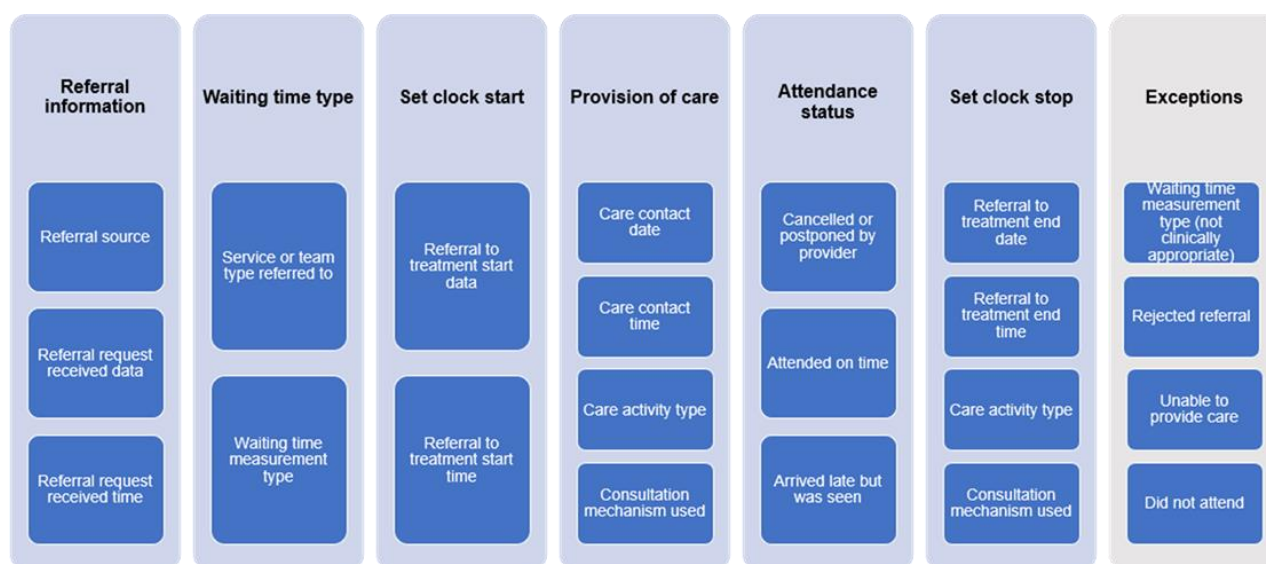 Referral
information
Referral source
Referral request
received data
Referral request
received time
Waiting time type
Service or team
type referred to
Waiting time
measurement
type
Set clock start
Referral to
treatment start
data
Referral to
treatment start
time
Provision of care
Care contact
date
Care contact
time
Care activity type
Consultation
mechanism used
Attendance
status
Cancelled or
postponed by
provider
Attended on time
Arrived late but
was seen
Set clock stop
Referral to
treatment end
date
Referral to
treatment end
time
Care activity type
Consultation
mechanism used
Exceptions
Waiting time
measurement
type (not
clinically
appropriate)
Rejected referral
Unable to
provide care
Did not attend